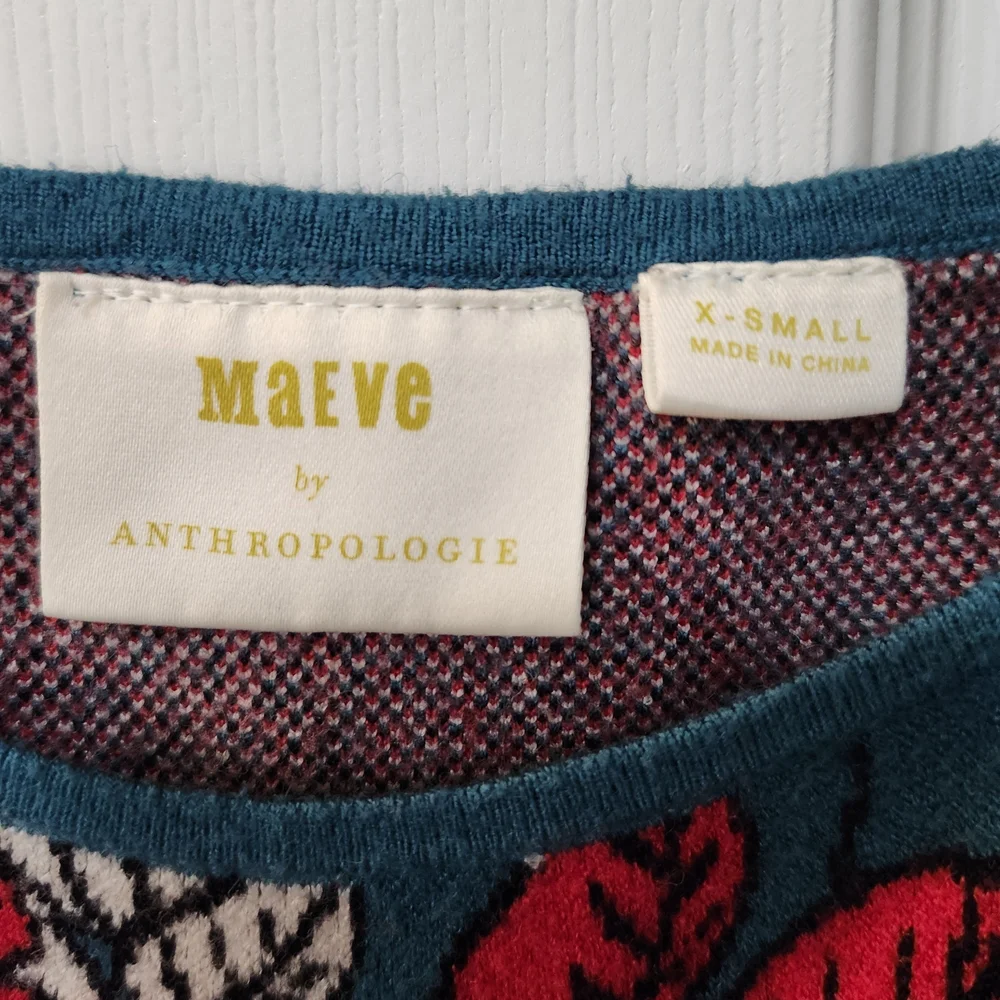 MaEVe
by
ANTHROPOLOGIE
X-SMALL
MADE IN CHINA